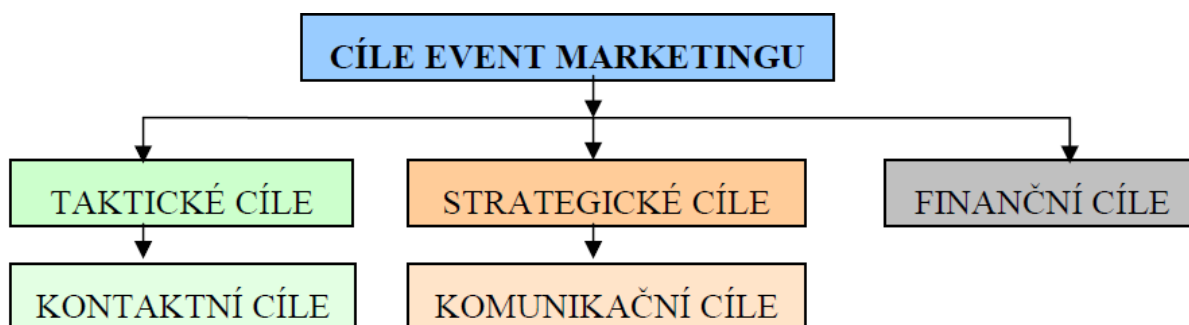 CÍLE EVENT MARKETINGU
TAKTICKÉ CÍLE
STRATEGICKÉ CÍLE
FINANČNÍ CÍLE
KONTAKTNÍ CÍLE
KOMUNIKAČNÍ CÍLE